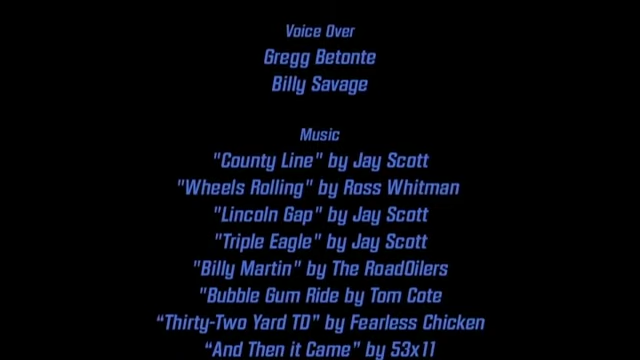 Voice Over
Gregg Betonte
Billy Savage
Music
"County Line" by Jay Scott
"Wheels Rolling" by Ross Whitman
"Lincoln Gap" by Jay Scott
"Triple Eagle" by Jay Scott
"Billy Martin" by The RoadOilers
"Bubble Gum Ride by Tom Cote
“Thirty-Two Yard TD" by Fearless Chicken
“And Then it Came" by 53x11